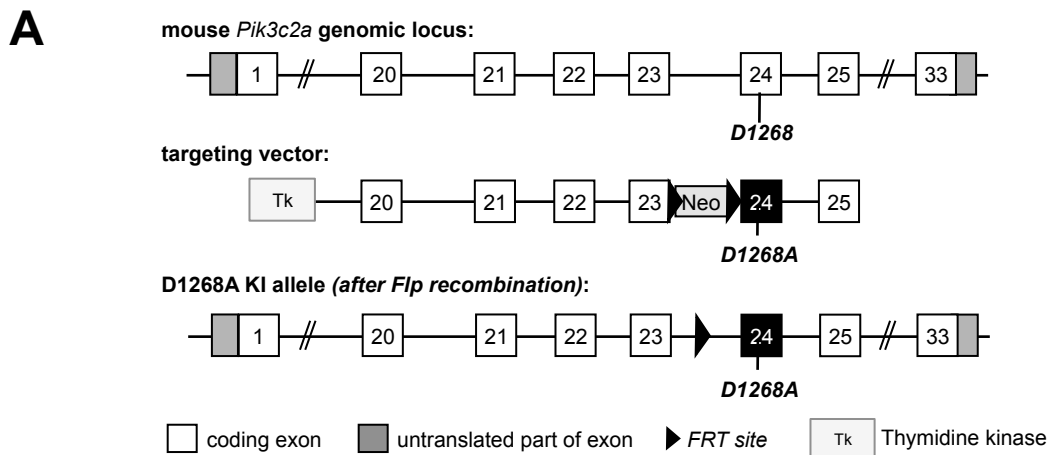 A
mouse Pik3c2a genomic locus:
1 // 20 21 22 23 24 25 // 33
D1268
targeting vector:
Tk 20 21 22 23 Neo 24 25
D1268A
D1268A KI allele (after Flp recombination):
1 // 20 21 22 23 24 25 // 33
D1268A
coding exon untranslated part of exon FRT site Tk Thymidine kinase